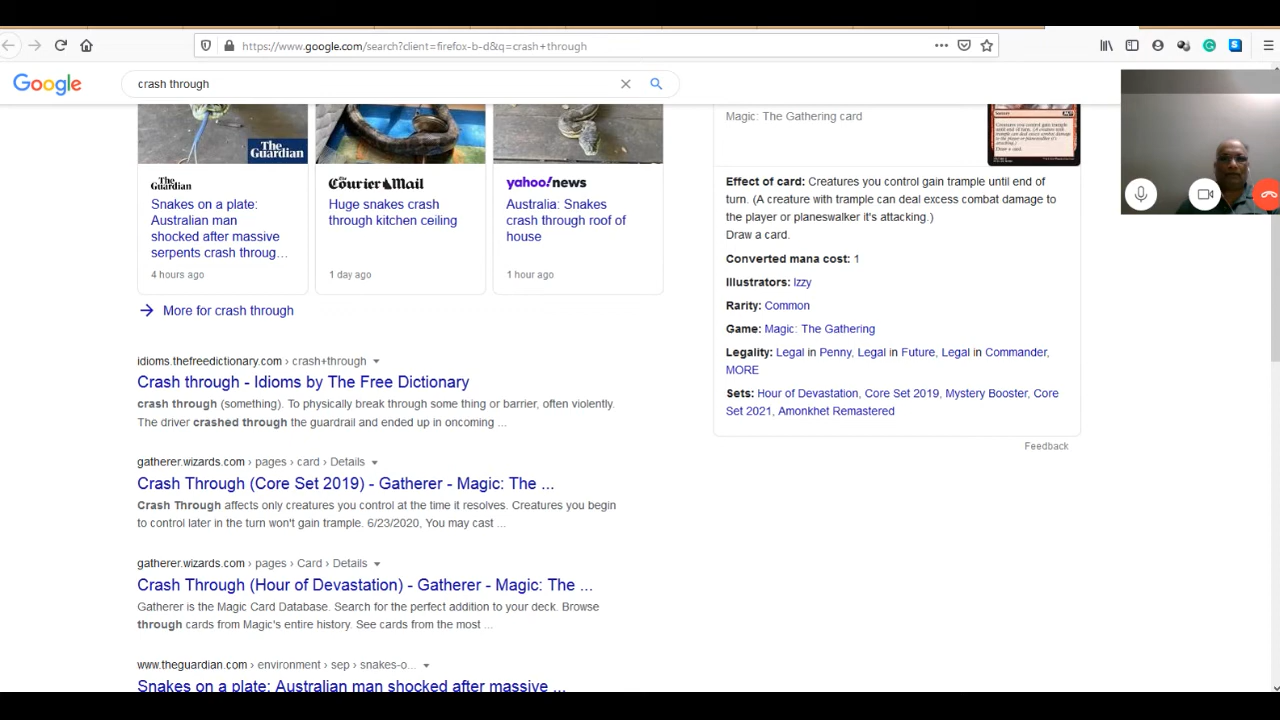 https://www.google.com/search?client=firefox-b-d&q=crash+through
Google
crash through
The Guardian
The Guardian
Snakes on a plate:
Australian man
shocked after massive
serpents crash throug...
4 hours ago
The Courier Mail
Huge snakes crash
through kitchen ceiling
1 day ago
yahoo!news
Australia: Snakes
crash through roof of
house
1 hour ago
More for crash through
idioms.thefreedictionary.com › crash+through
Crash through - Idioms by The Free Dictionary
crash through (something). To physically break through some thing or barrier, often violently.
The driver crashed through the guardrail and ended up in oncoming ...
gatherer.wizards.com › pages › card › Details
Crash Through (Core Set 2019) - Gatherer - Magic: The ...
Crash Through affects only creatures you control at the time it resolves. Creatures you begin
to control later in the turn won't gain trample. 6/23/2020, You may cast ...
gatherer.wizards.com › pages › Card › Details
Crash Through (Hour of Devastation) - Gatherer - Magic: The ...
Gatherer is the Magic Card Database. Search for the perfect addition to your deck. Browse
through cards from Magic's entire history. See cards from the most ...
www.theguardian.com › environment › sep › snakes-o...
Snakes on a plate: Australian man shocked after massive ...
Magic: The Gathering card
Effect of card: Creatures you control gain trample until end of
turn. (A creature with trample can deal excess combat damage to
the player or planeswalker it's attacking.)
Draw a card.
Converted mana cost: 1
Illustrators: Izzy
Rarity: Common
Game: Magic: The Gathering
Legality: Legal in Penny, Legal in Future, Legal in Commander,
MORE
Sets: Hour of Devastation, Core Set 2019, Mystery Booster, Core
Set 2021, Amonkhet Remastered
Feedback